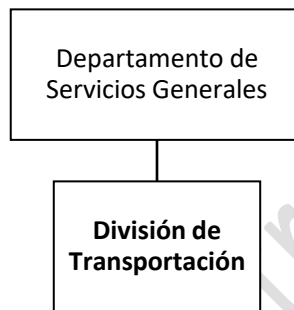 Departamento de
Servicios Generales
División de
Transportación